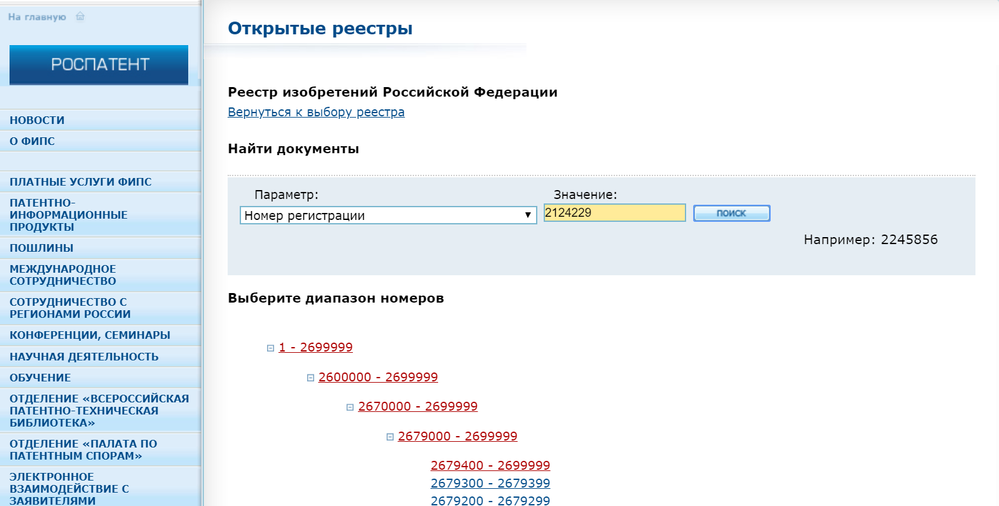 На главную
РОСПАТЕНТ
НОВОСТИ
О ФИПС
ПЛАТНЫЕ УСЛУГИ ФИПС
ПАТЕНТНО-
ИНФОРМАЦИОННЫЕ
ПРОДУКТЫ
ПОШЛИНЫ
МЕЖДУНАРОДНОЕ
СОТРУДНИЧЕСТВО
СОТРУДНИЧЕСТВО С
РЕГИОНАМИ РОССИИ
КОНФЕРЕНЦИИ, СЕМИНАРЫ
НАУЧНАЯ ДЕЯТЕЛЬНОСТЬ
ОБУЧЕНИЕ
ОТДЕЛЕНИЕ «ВСЕРОССИЙСКАЯ
ПАТЕНТНО-ТЕХНИЧЕСКАЯ
БИБЛИОТЕКА»
ОТДЕЛЕНИЕ «ПАЛАТА ПО
ПАТЕНТНЫМ СПОРАМ»
ЭЛЕКТРОННОЕ
ВЗАИМОДЕЙСТВИЕ С
ЗАЯВИТЕЛЯМИ
Открытые реестры
Реестр изобретений Российской Федерации
Вернуться к выбору реестра
Найти документы
Параметр: Значение:
Номер регистрации 2124229 ПОИСК
Например: 2245856
Выберите диапазон номеров
1 - 2699999
2600000 - 2699999
2670000 - 2699999
2679000 - 2699999
2679400 - 2699999
2679300 - 2679399
2679200 - 2679299